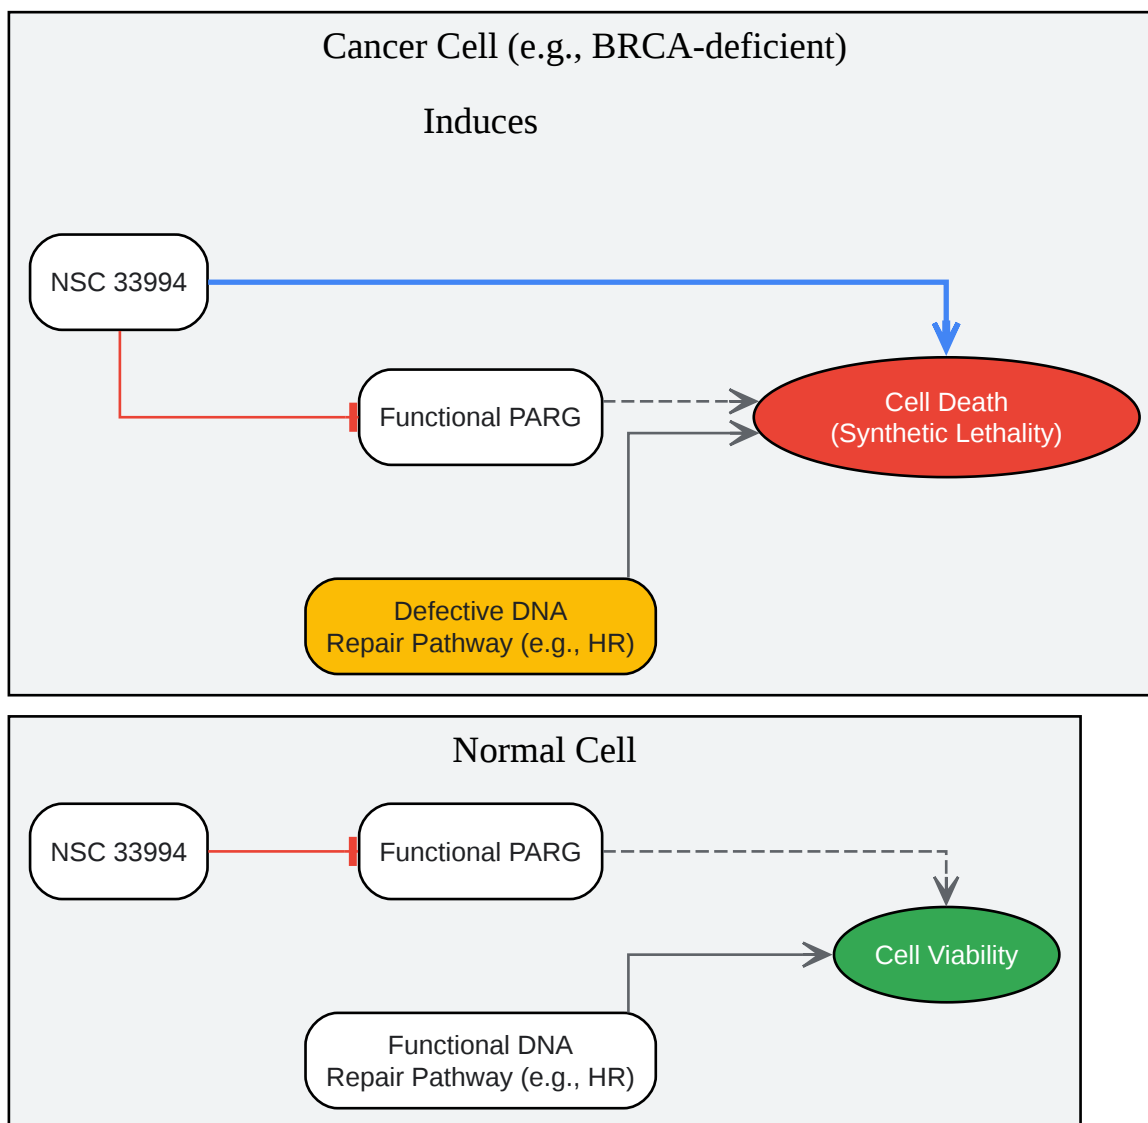 Cancer Cell (e.g., BRCA-deficient)
Induces
NSC 33994
Functional PARG
Cell Death
(Synthetic Lethality)
Defective DNA
Repair Pathway (e.g., HR)
Normal Cell
NSC 33994
Functional PARG
Cell Viability
Functional DNA
Repair Pathway (e.g., HR)